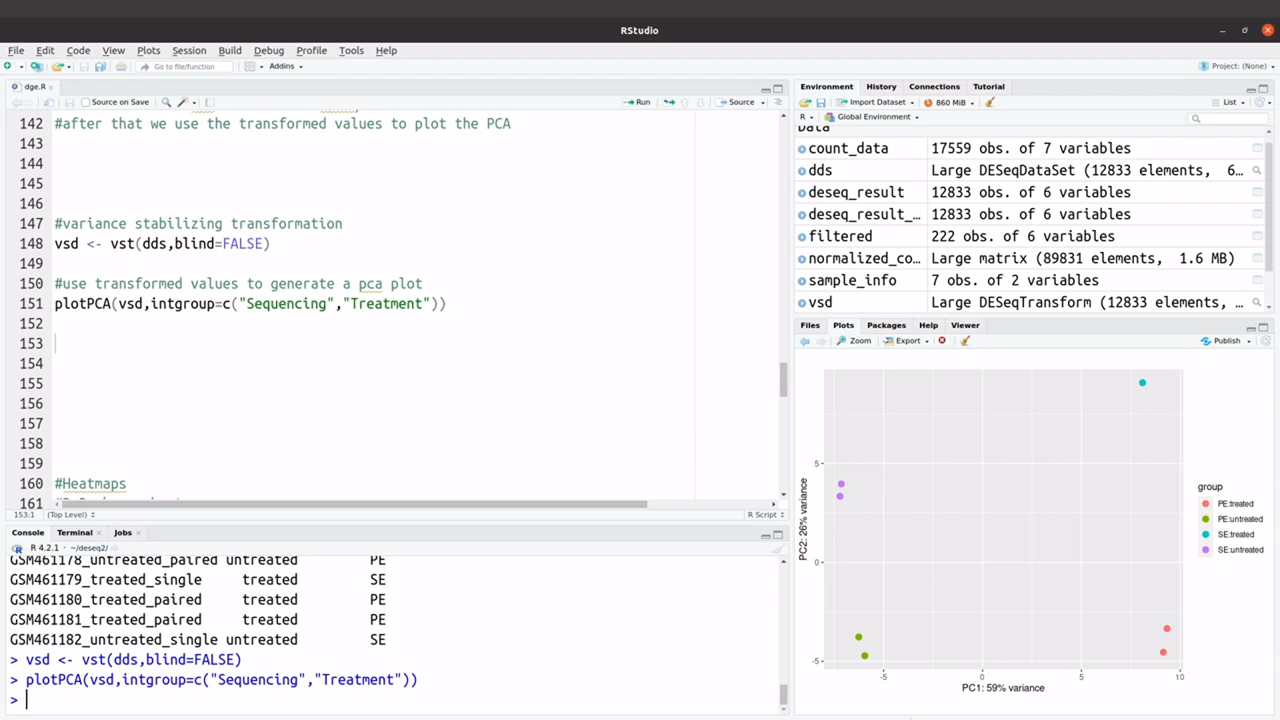 RStudio
File Edit Code View Plots Session Build Debug Profile Tools Help
Go to file/function Addins Project: (None)
dge.R
Source on Save Run Source
142 #after that we use the transformed values to plot the PCA
143
144
145
146
147 #variance stabilizing transformation
148 vsd <- vst(dds,blind=FALSE)
149
150 #use transformed values to generate a pca plot
151 plotPCA(vsd,intgroup=c("Sequencing","Treatment"))
152
153
154
155
156
157
158
159
160 #Heatmaps
161
153:1 (Top Level) R Script
Console Terminal Jobs
R 4.2.1 · ~/deseq2/
GSM461178_untreated_paired untreated PE
GSM461179_treated_single treated SE
GSM461180_treated_paired treated PE
GSM461181_treated_paired treated PE
GSM461182_untreated_single untreated SE
> vsd <- vst(dds,blind=FALSE)
> plotPCA(vsd,intgroup=c("Sequencing","Treatment"))
>
Environment History Connections Tutorial
Import Dataset 860 MiB List
R Global Environment
Data
count_data 17559 obs. of 7 variables
dds Large DESeqDataSet (12833 elements, 6…
deseq_result 12833 obs. of 6 variables
deseq_result_… 12833 obs. of 6 variables
filtered 222 obs. of 6 variables
normalized_co… Large matrix (89831 elements, 1.6 MB)
sample_info 7 obs. of 2 variables
vsd Large DESeqTransform (12833 elements, …
Files Plots Packages Help Viewer
Zoom Export Publish
PC2: 26% variance
5
0
-5
-5 0 5 10
PC1: 59% variance
group
PE:treated
PE:untreated
SE:treated
SE:untreated